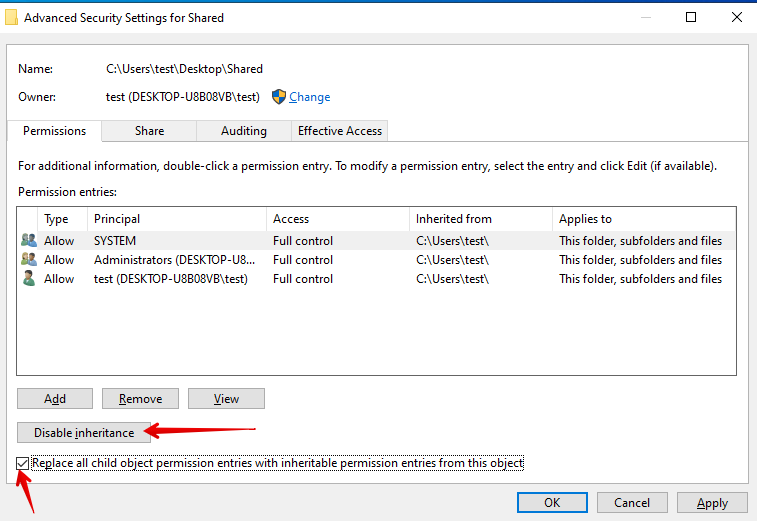 Advanced Security Settings for Shared
Name: C:\Users\test\Desktop\Shared
Owner: test (DESKTOP-U8B08VB\test) Change
Permissions Share Auditing Effective Access
For additional information, double-click a permission entry. To modify a permission entry, select the entry and click Edit (if available).
Permission entries:
Type Principal Access Inherited from Applies to
Allow SYSTEM Full control C:\Users\test\ This folder, subfolders and files
Allow Administrators (DESKTOP-U8... Full control C:\Users\test\ This folder, subfolders and files
Allow test (DESKTOP-U8B08VB\test) Full control C:\Users\test\ This folder, subfolders and files
Add Remove View
Disable inheritance
Replace all child object permission entries with inheritable permission entries from this object
OK Cancel Apply